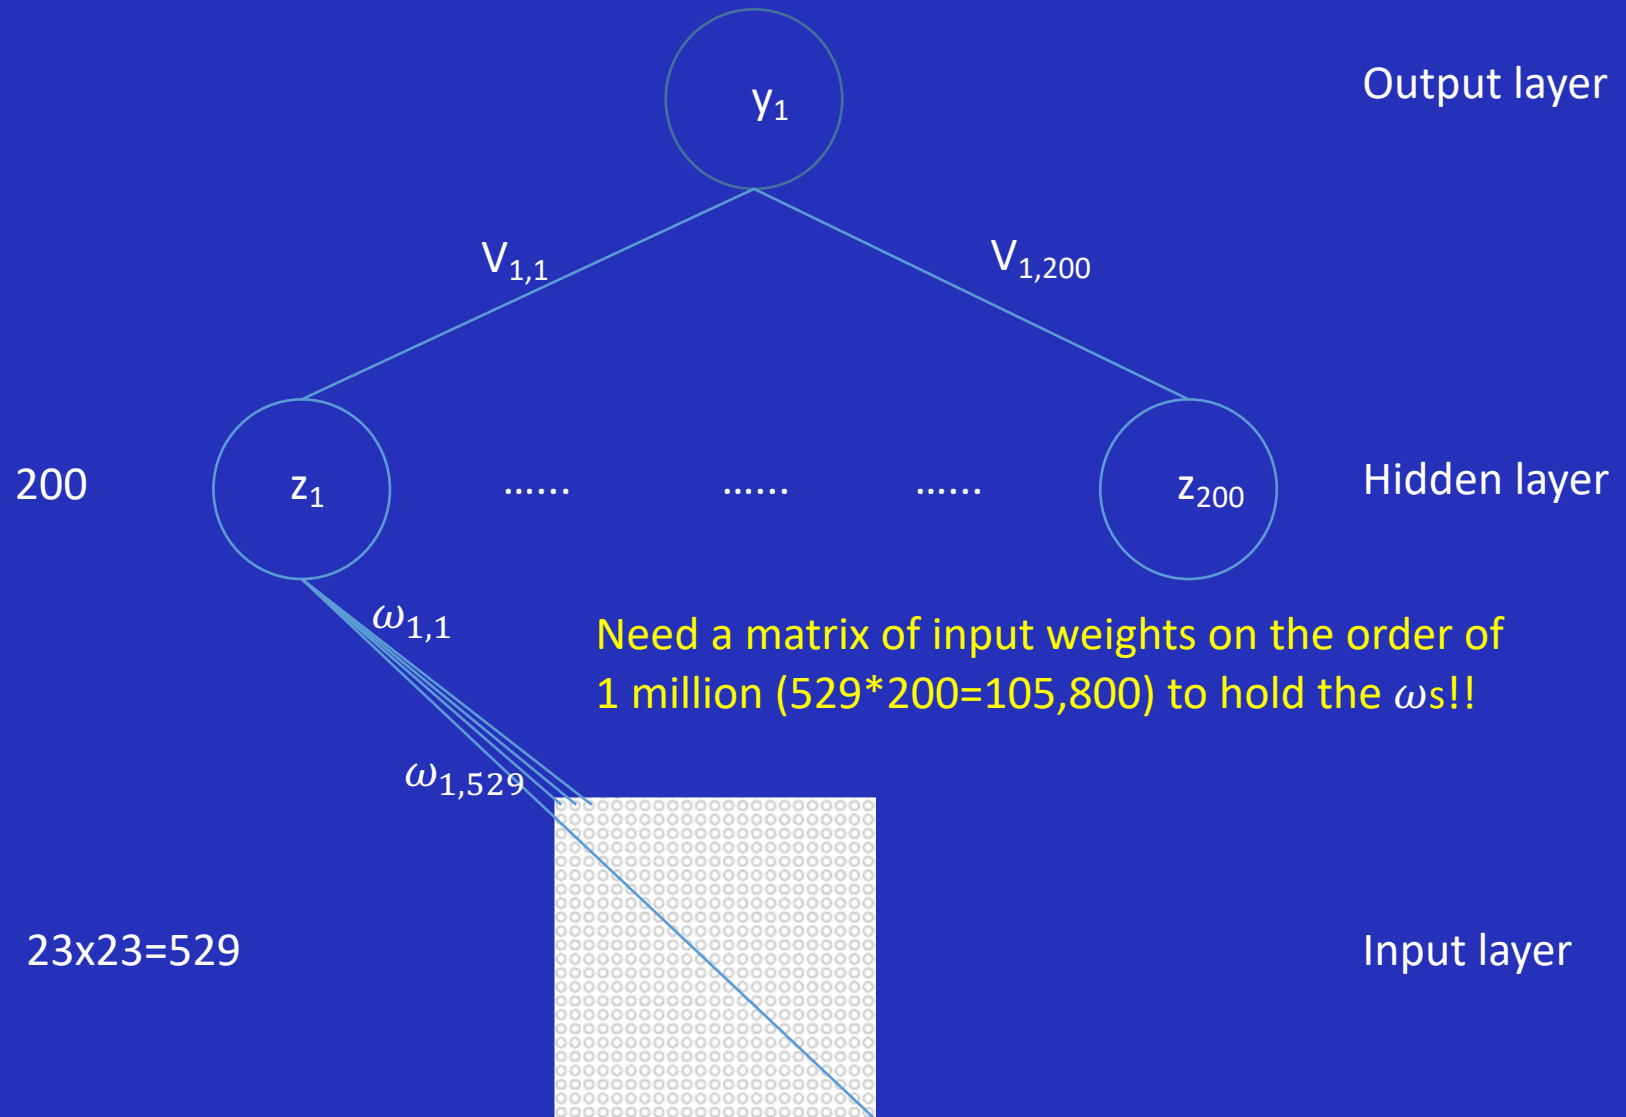 y₁
Output layer
V₁,₁
V₁,₂₀₀
200
z₁
......
......
......
z₂₀₀
Hidden layer
ω₁,₁
Need a matrix of input weights on the order of
1 million (529*200=105,800) to hold the ωs!!
ω₁,₅₂₉
23x23=529
Input layer